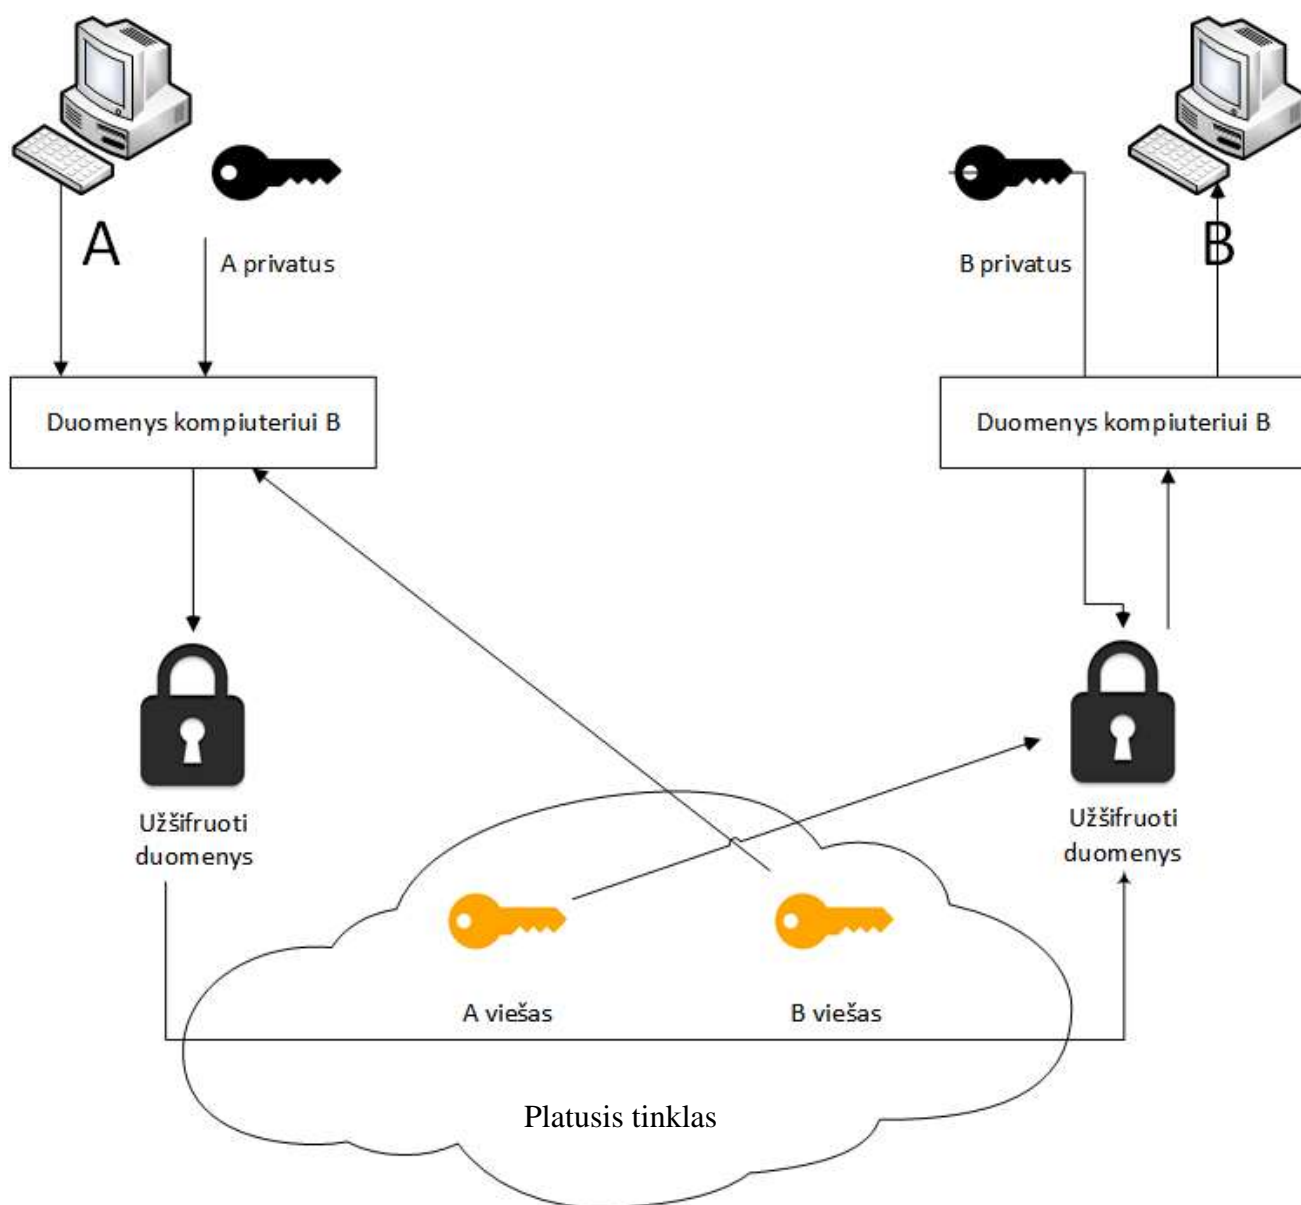 A
B
A privatus
B privatus
Duomenys kompiuteriui B
Duomenys kompiuteriui B
Užšifruoti
duomenys
Užšifruoti
duomenys
A viešas
B viešas
Platusis tinklas